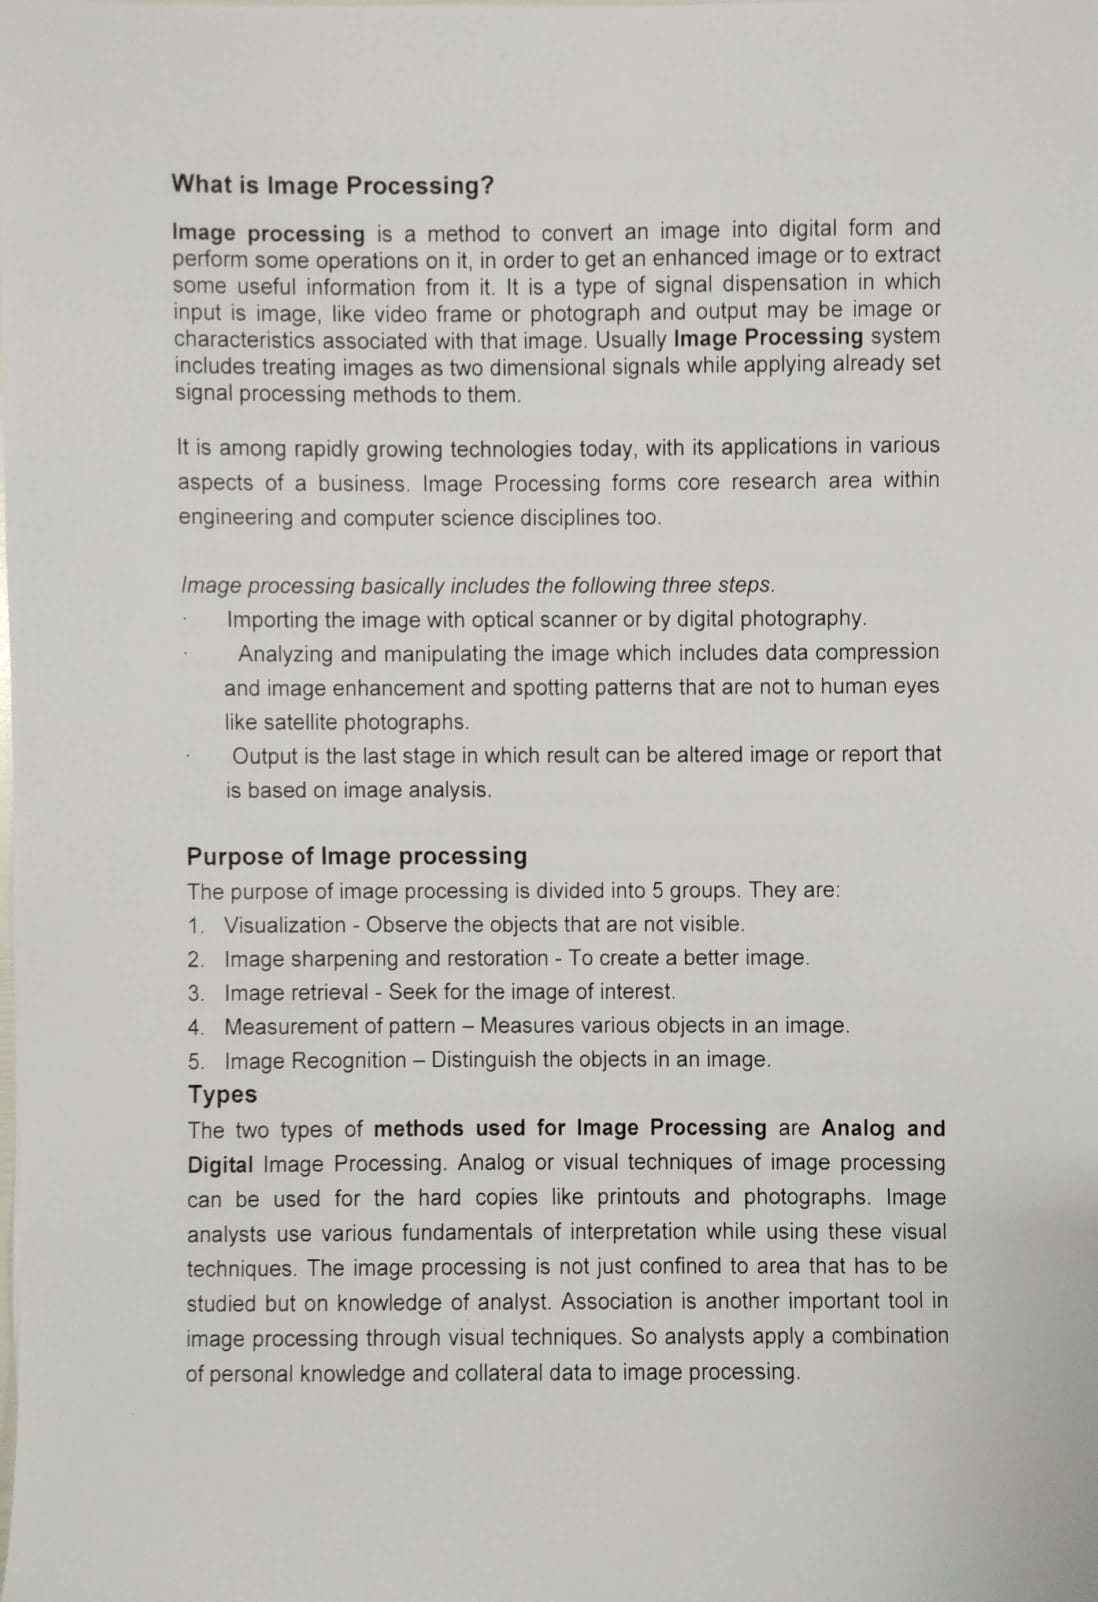 What is Image Processing?
Image processing is a method to convert an image into digital form and
perform some operations on it, in order to get an enhanced image or to extract
some useful information from it. It is a type of signal dispensation in which
input is image, like video frame or photograph and output may be image or
characteristics associated with that image. Usually Image Processing system
includes treating images as two dimensional signals while applying already set
signal processing methods to them.
It is among rapidly growing technologies today, with its applications in various
aspects of a business. Image Processing forms core research area within
engineering and computer science disciplines too.
Image processing basically includes the following three steps.
· Importing the image with optical scanner or by digital photography.
· Analyzing and manipulating the image which includes data compression
and image enhancement and spotting patterns that are not to human eyes
like satellite photographs.
· Output is the last stage in which result can be altered image or report that
is based on image analysis.
Purpose of Image processing
The purpose of image processing is divided into 5 groups. They are:
1. Visualization - Observe the objects that are not visible.
2. Image sharpening and restoration - To create a better image.
3. Image retrieval - Seek for the image of interest.
4. Measurement of pattern – Measures various objects in an image.
5. Image Recognition – Distinguish the objects in an image.
Types
The two types of methods used for Image Processing are Analog and
Digital Image Processing. Analog or visual techniques of image processing
can be used for the hard copies like printouts and photographs. Image
analysts use various fundamentals of interpretation while using these visual
techniques. The image processing is not just confined to area that has to be
studied but on knowledge of analyst. Association is another important tool in
image processing through visual techniques. So analysts apply a combination
of personal knowledge and collateral data to image processing.